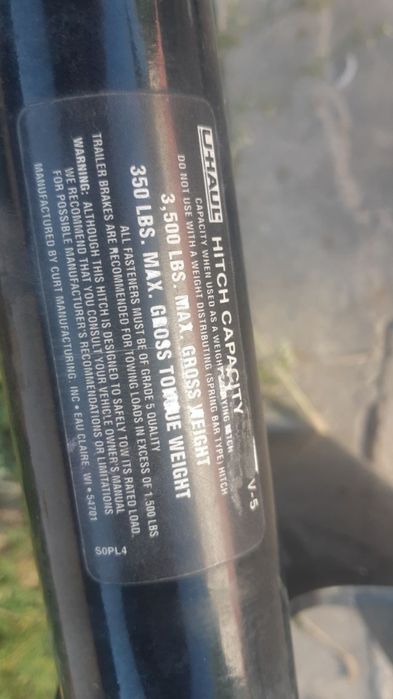 U-HAUL HITCH CAPACITY V-5
CAPACITY WHEN USED AS A WEIGHT CARRYING HITCH
DO NOT USE WITH A WEIGHT DISTRIBUTING (SPRING BAR TYPE) HITCH
3,500 LBS. MAX. GROSS WEIGHT
350 LBS. MAX. GROSS TONGUE WEIGHT
ALL FASTENERS MUST BE OF GRADE 5 QUALITY
TRAILER BRAKES ARE RECOMMENDED FOR TOWING LOADS IN EXCESS OF 1,500 LBS
WARNING: ALTHOUGH THIS HITCH IS DESIGNED TO SAFELY TOW ITS RATED LOAD,
WE RECOMMEND THAT YOU CONSULT YOUR VEHICLE OWNER'S MANUAL
FOR POSSIBLE MANUFACTURER'S RECOMMENDATIONS OR LIMITATIONS
MANUFACTURED BY CURT MANUFACTURING, INC • EAU CLAIRE, WI • 54701
S0PL4